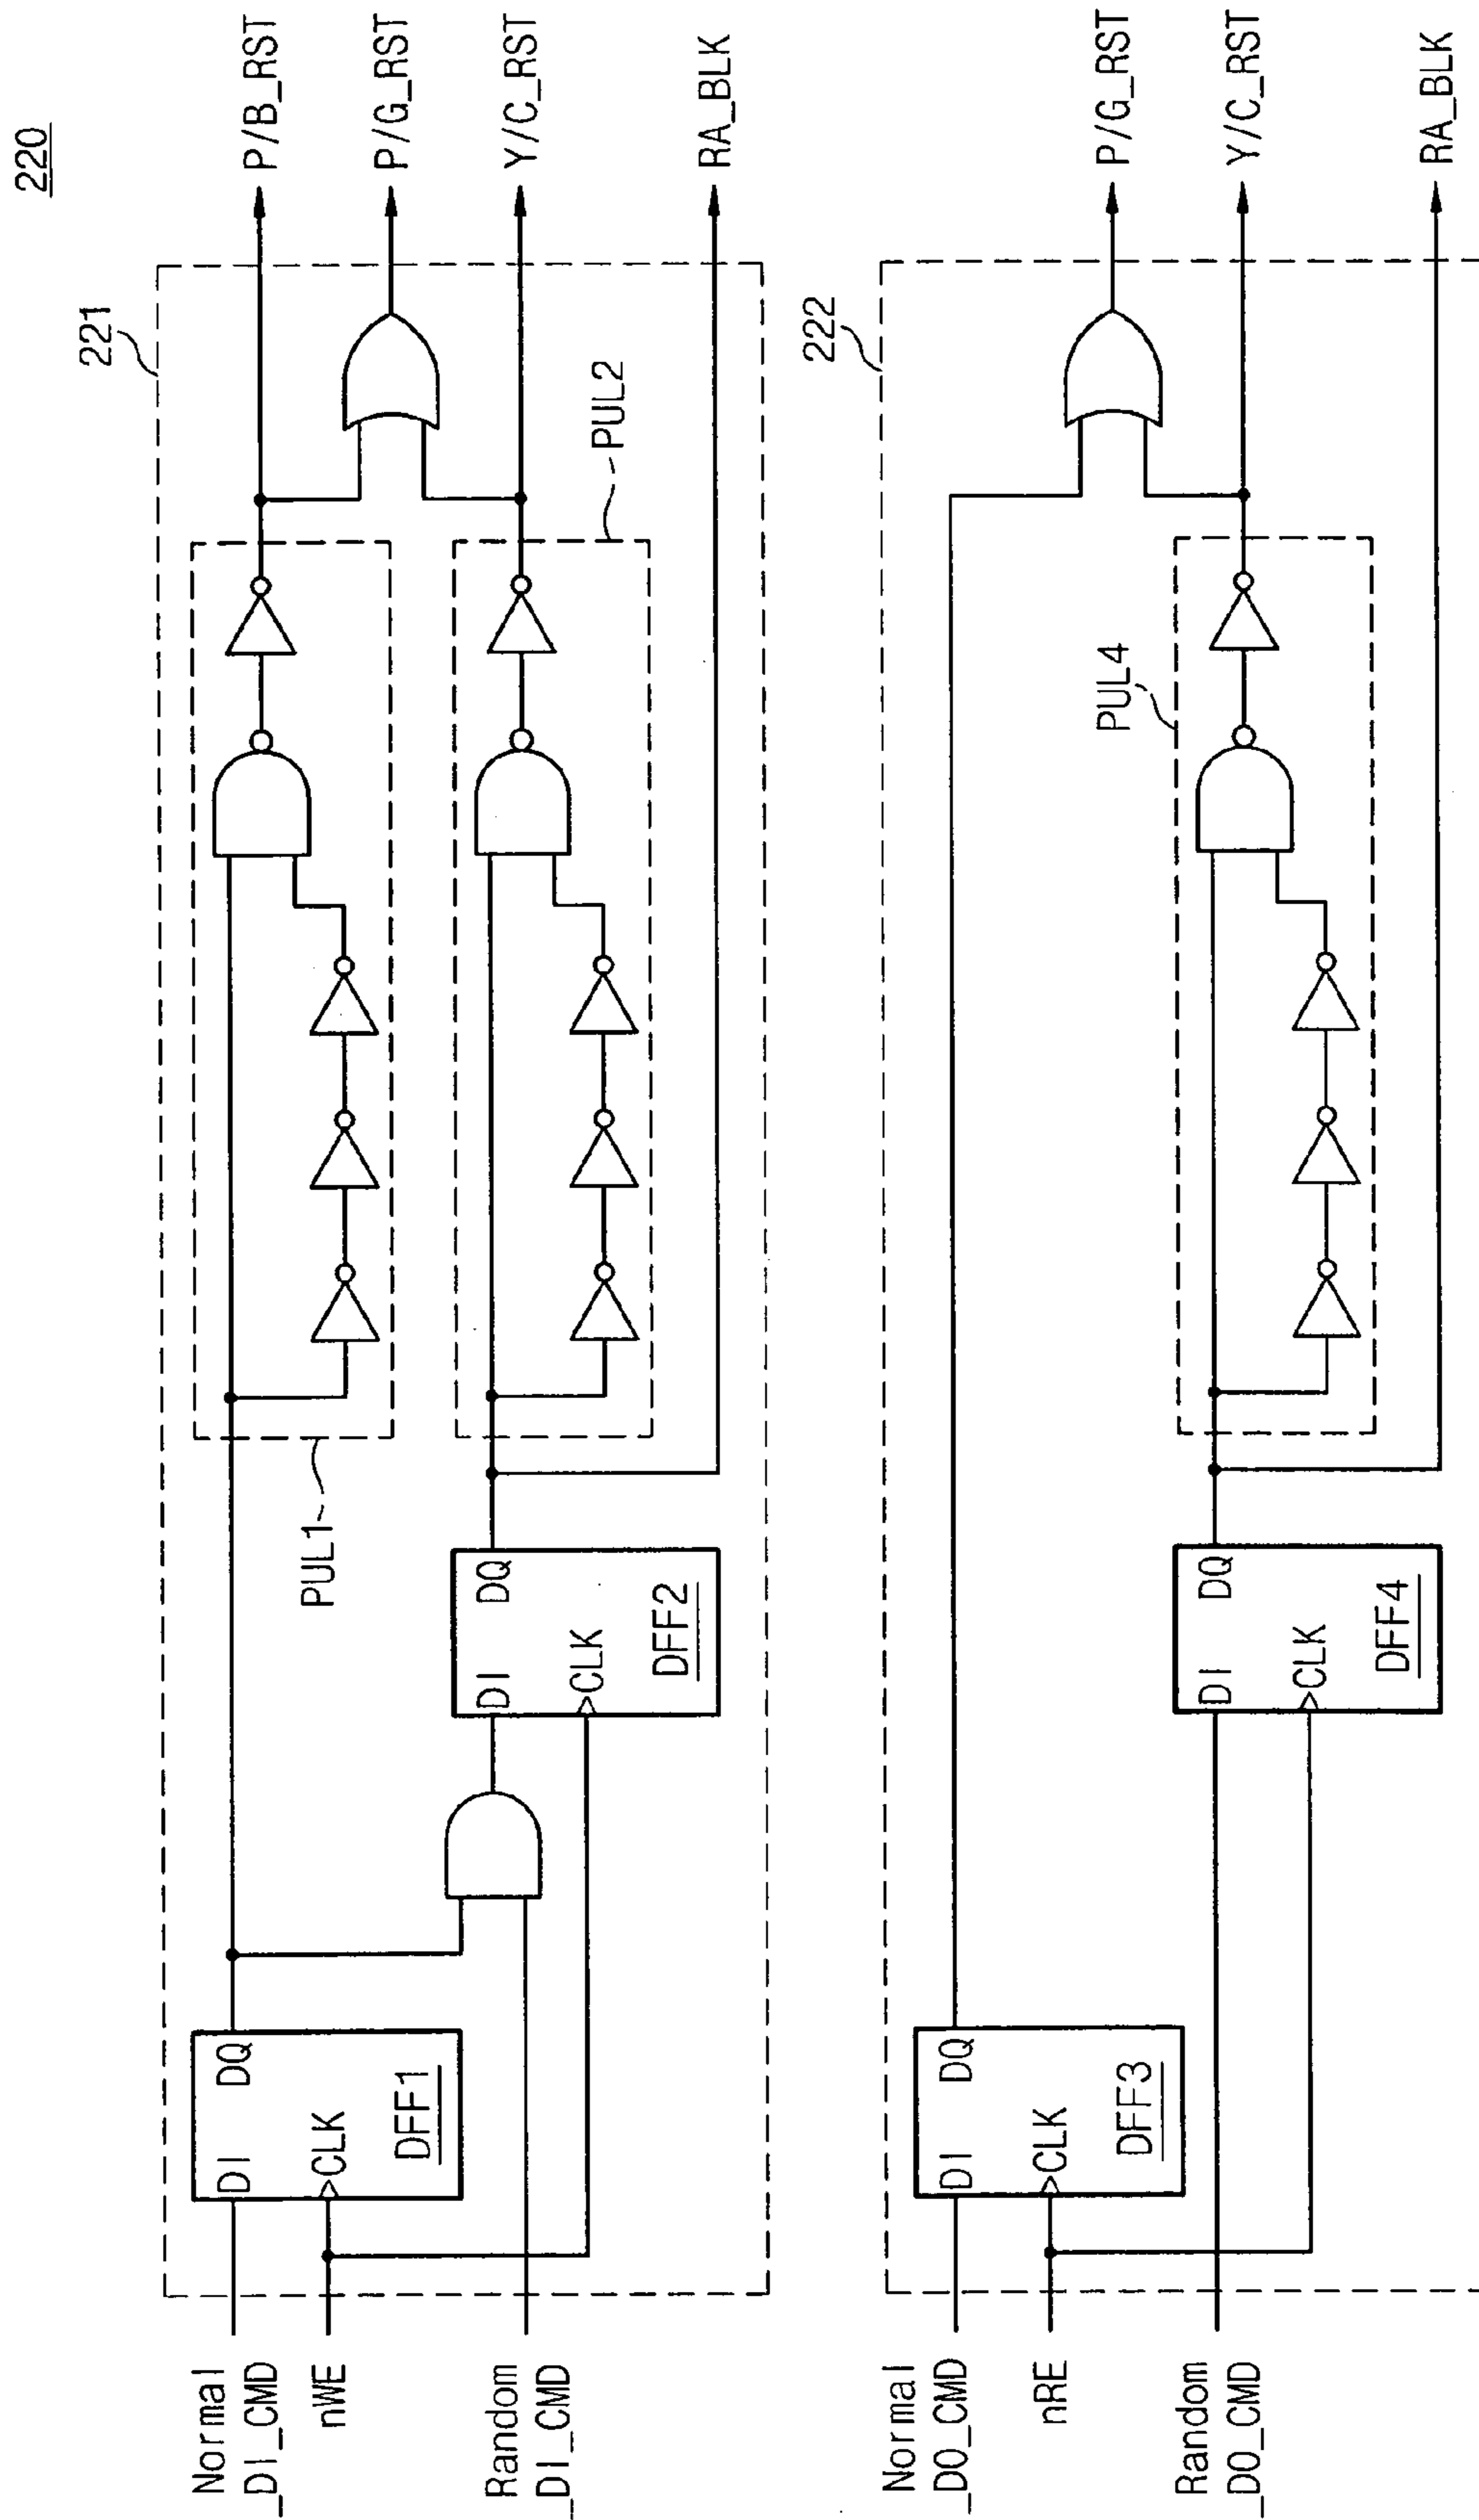 220
221
P/B_RST
P/G_RST
Y/C_RST
RA_BLK
PUL1
PUL2
Normal
_DI_CMD
nWE
Random
_DI_CMD
DI
DQ
CLK
DFF1
DI
DQ
CLK
DFF2
222
P/G_RST
Y/C_RST
RA_BLK
PUL4
Normal
_DO_CMD
nRE
Random
_DO_CMD
DI
DQ
CLK
DFF3
DI
DQ
CLK
DFF4